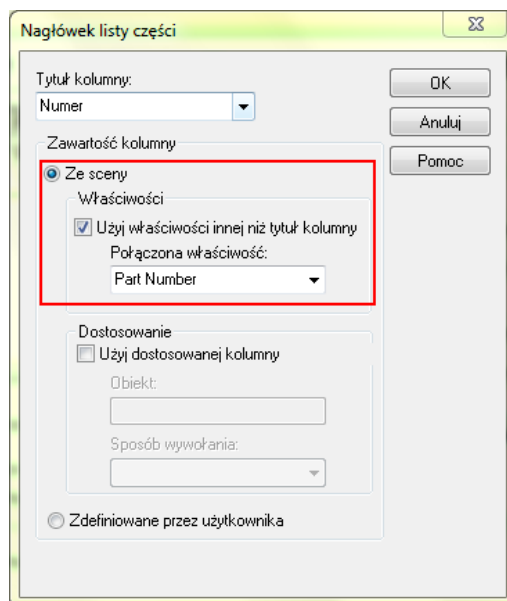 Nagłówek listy części
Tytuł kolumny:
Numer
OK
Anuluj
Pomoc
Zawartość kolumny
Ze sceny
Właściwości
Użyj właściwości innej niż tytuł kolumny
Połączona właściwość:
Part Number
Dostosowanie
Użyj dostosowanej kolumny
Obiekt:
Sposób wywołania:
Zdefiniowane przez użytkownika